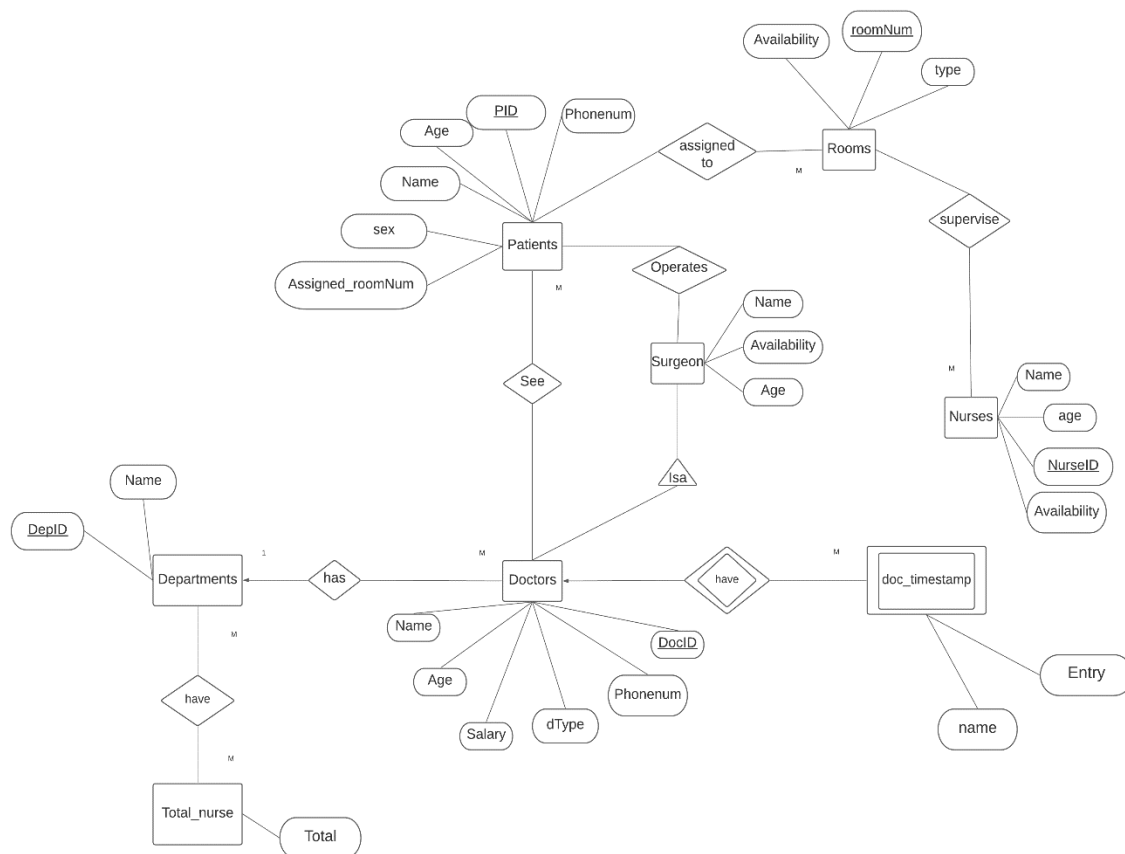 roomNum
Availability
type
PID
Phonenum
Age
assigned
to
Rooms
M
Name
sex
supervise
Patients
Assigned_roomNum
Operates
M
Name
Surgeon
Availability
Age
See
M
Name
Nurses
age
NurseID
Availability
Isa
Name
DepID
1
M
M
Departments
has
Doctors
have
doc_timestamp
Name
DocID
M
Age
Phonenum
Entry
have
Salary
dType
name
M
Total_nurse
Total